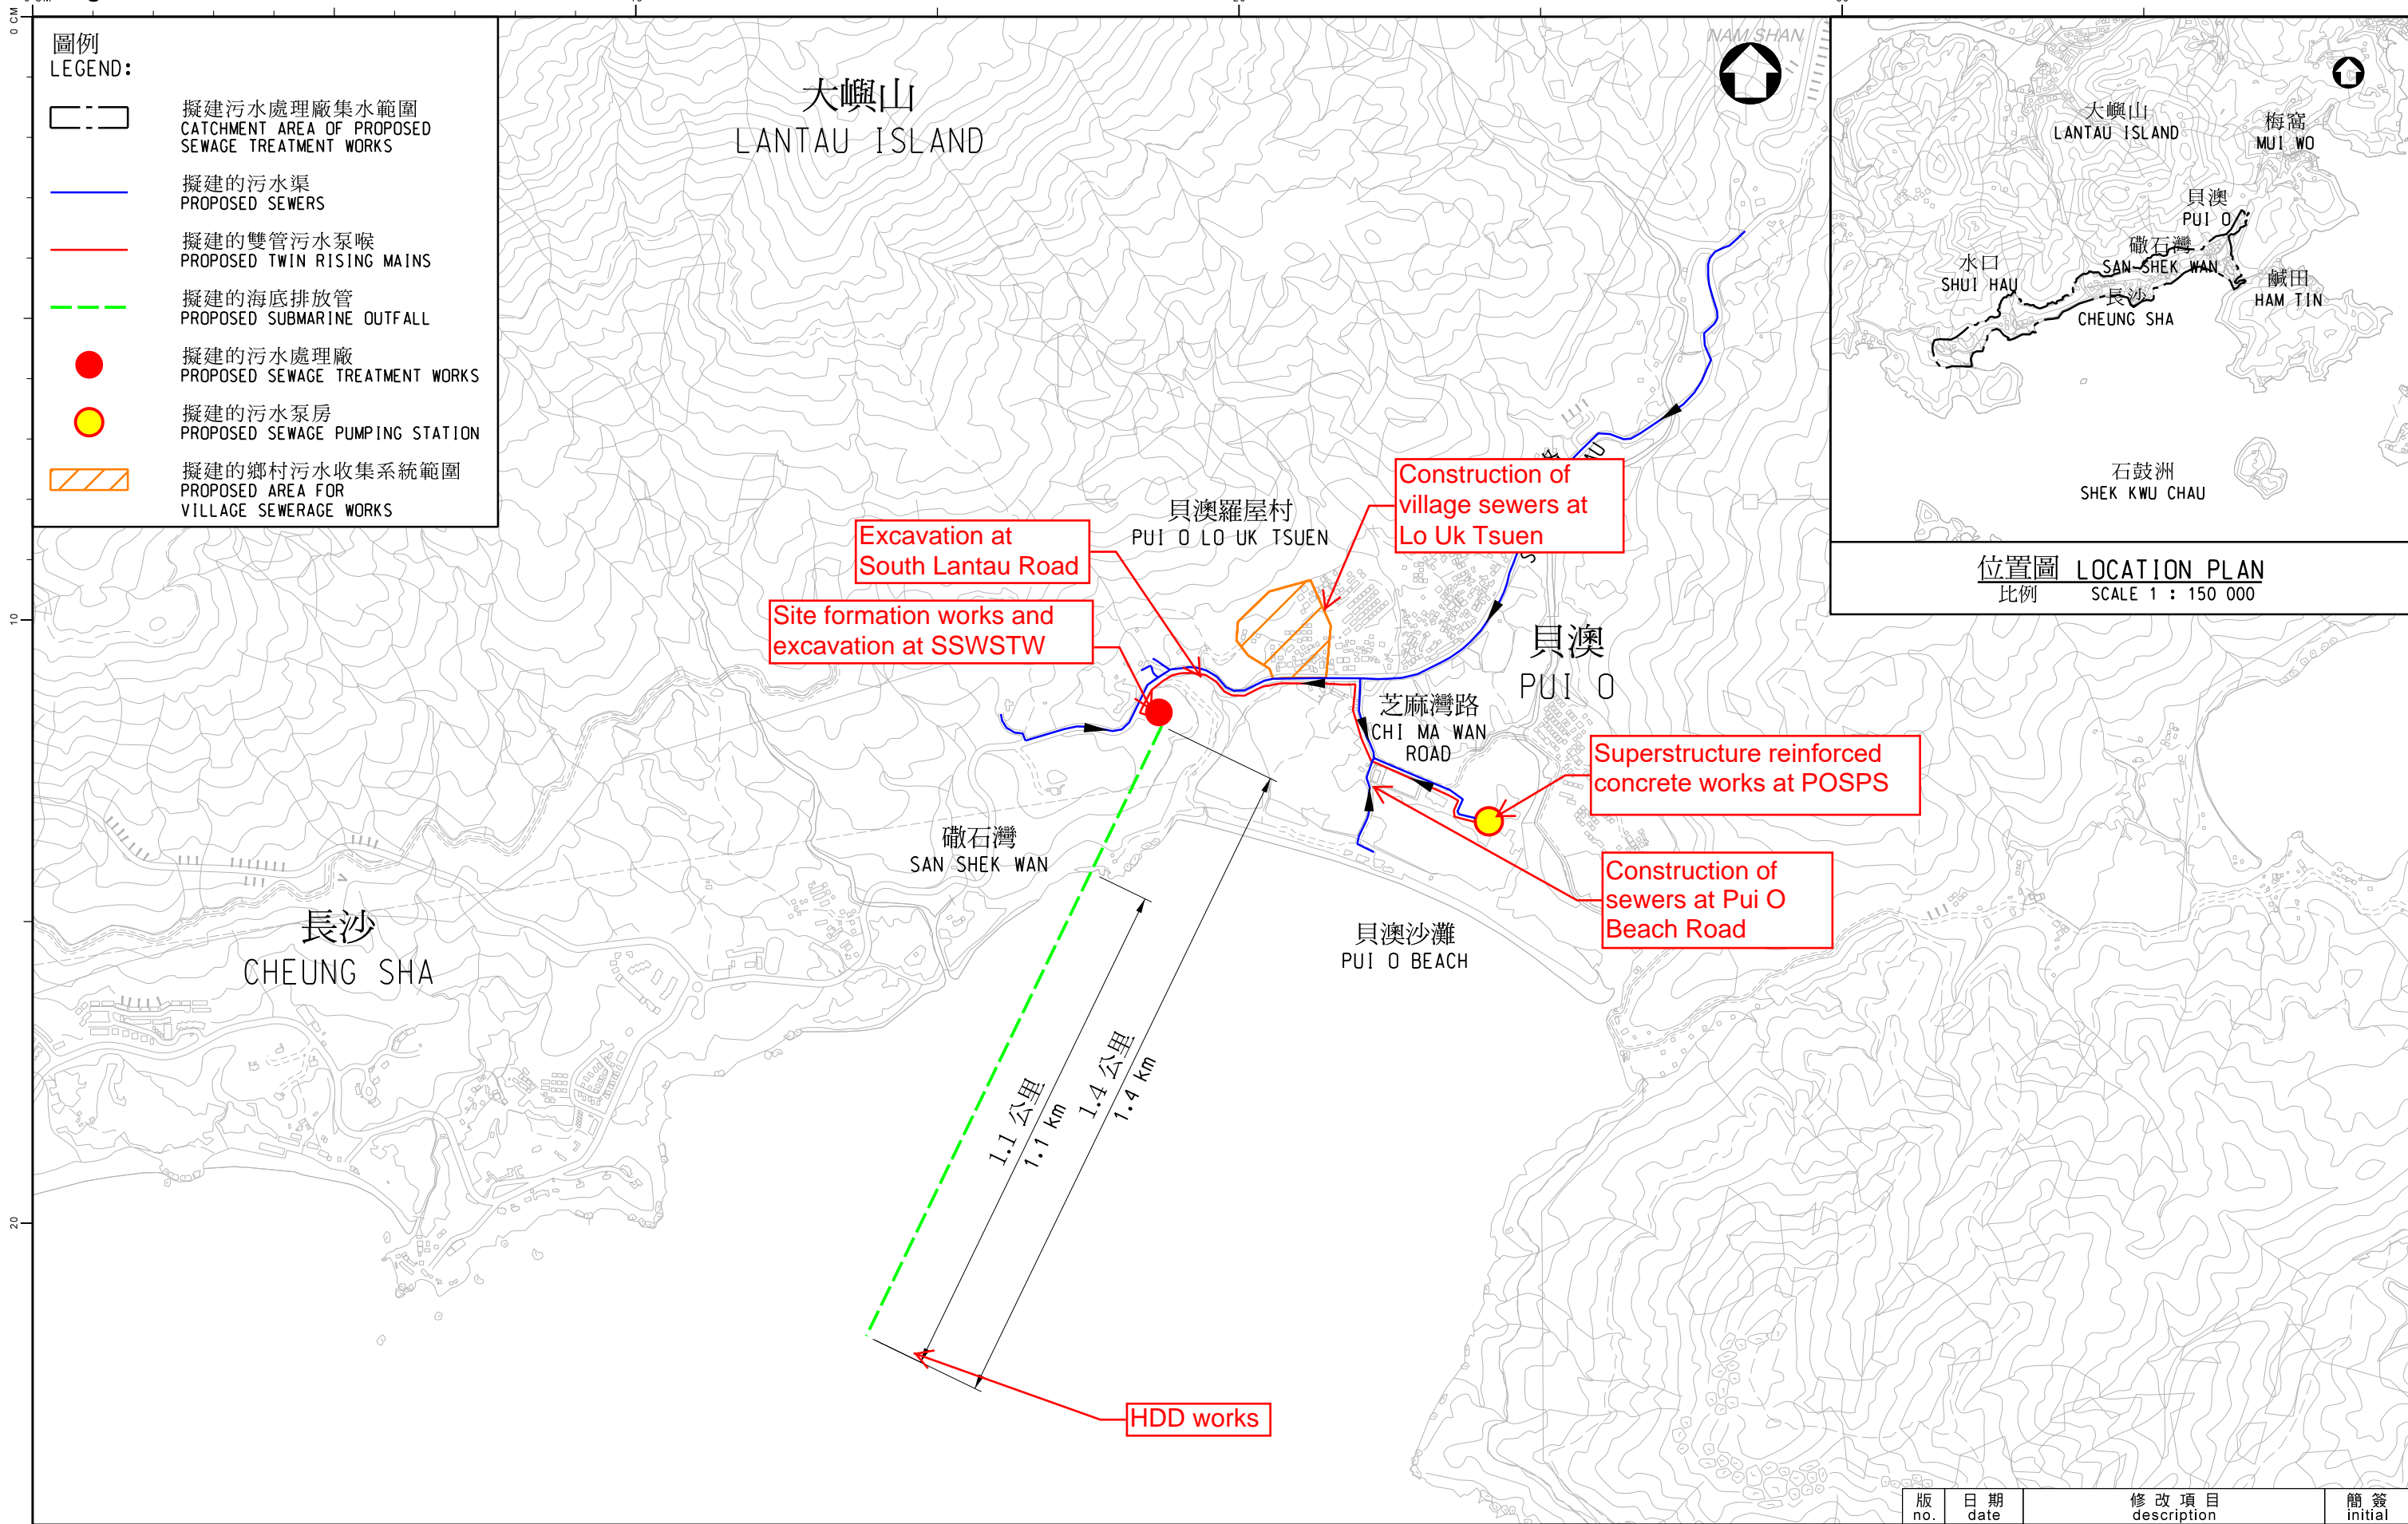 0 CM
10
20
圖例
LEGEND:
擬建污水處理廠集水範圍
CATCHMENT AREA OF PROPOSED
SEWAGE TREATMENT WORKS
擬建的污水渠
PROPOSED SEWERS
擬建的雙管污水泵喉
PROPOSED TWIN RISING MAINS
擬建的海底排放管
PROPOSED SUBMARINE OUTFALL
擬建的污水處理廠
PROPOSED SEWAGE TREATMENT WORKS
擬建的污水泵房
PROPOSED SEWAGE PUMPING STATION
擬建的鄉村污水收集系統範圍
PROPOSED AREA FOR
VILLAGE SEWERAGE WORKS
大嶼山
LANTAU ISLAND
NAM SHAN
Construction of
village sewers at
Lo Uk Tsuen
貝澳羅屋村
PUI O LO UK TSUEN
Excavation at
South Lantau Road
Site formation works and
excavation at SSWSTW
貝澳
PUI O
芝麻灣路
CHI MA WAN
ROAD
Superstructure reinforced
concrete works at POSPS
Construction of
sewers at Pui O
Beach Road
礮石灣
SAN SHEK WAN
長沙
CHEUNG SHA
貝澳沙灘
PUI O BEACH
1.1 公里
1.1 km
1.4 公里
1.4 km
HDD works
大嶼山
LANTAU ISLAND
梅窩
MUI WO
貝澳
PUI O
礮石灣
SAN SHEK WAN
水口
SHUI HAU
鹹田
HAM TIN
長沙
CHEUNG SHA
石鼓洲
SHEK KWU CHAU
位置圖 LOCATION PLAN
比例 SCALE 1 : 150 000
版 日期 修改項目 簡簽
no. date description initial